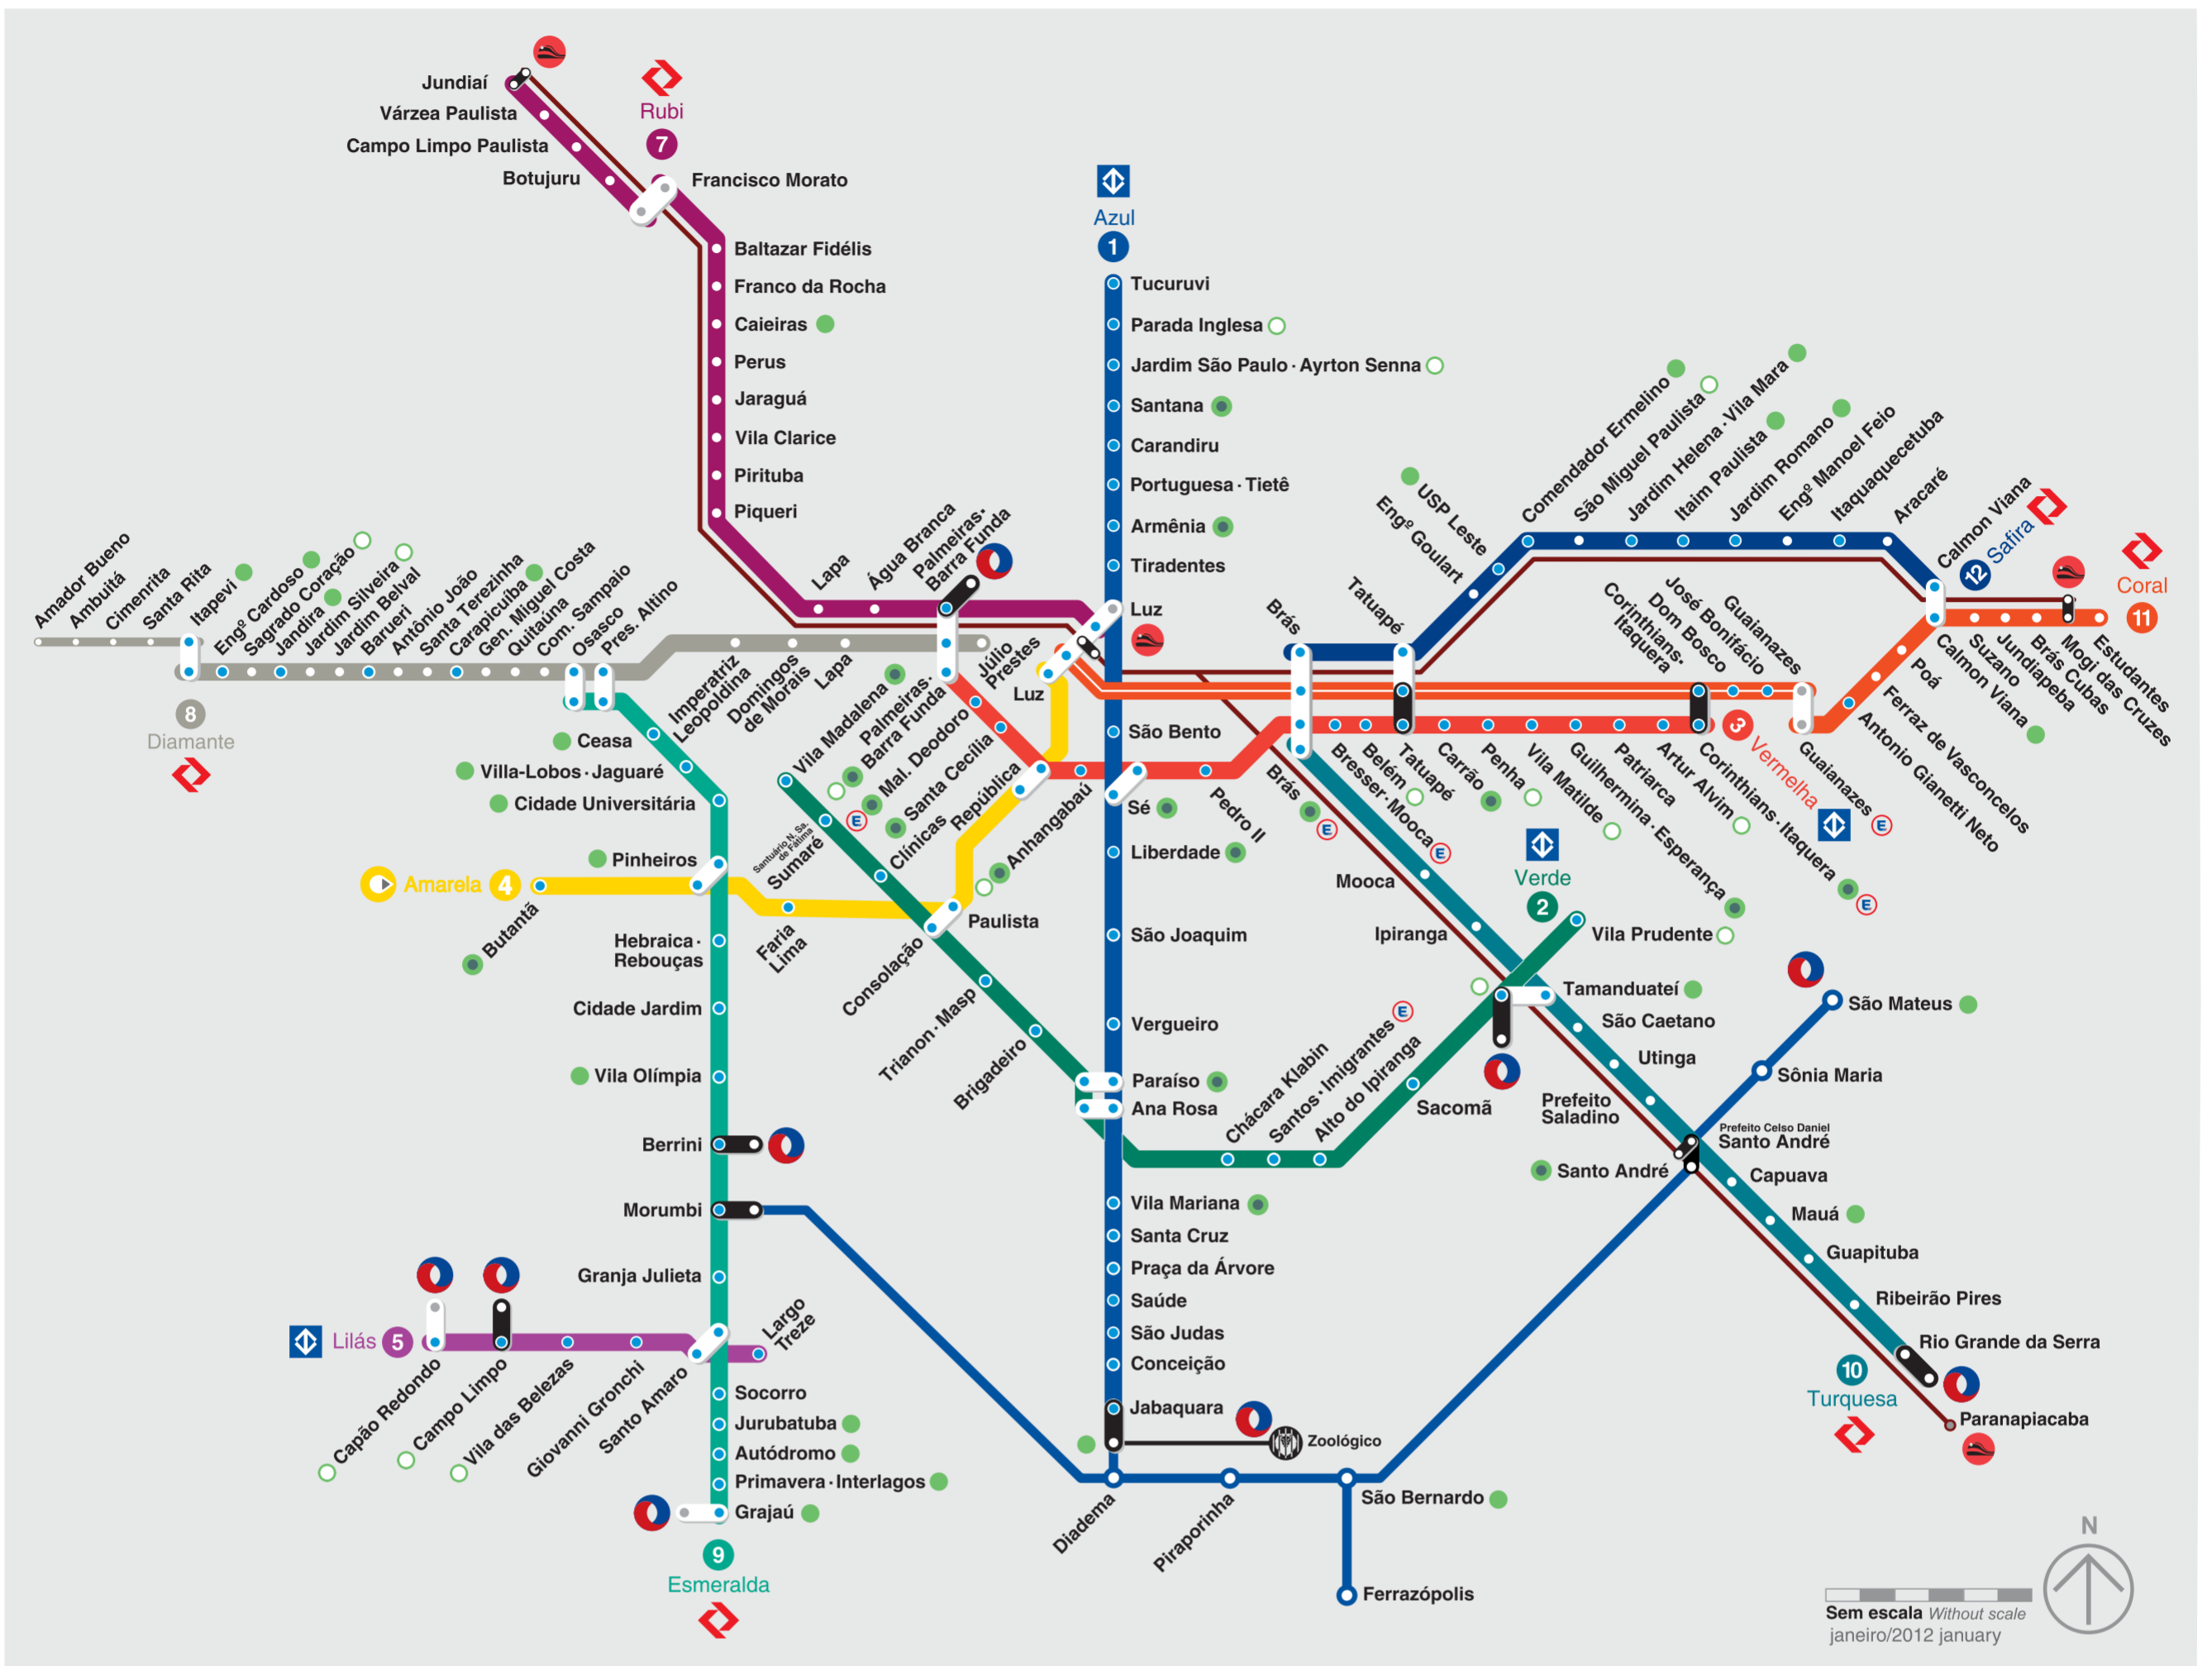 Jundiaí
Várzea Paulista
Campo Limpo Paulista
Botujuru
Rubi
7
Francisco Morato
Baltazar Fidélis
Franco da Rocha
Caieiras
Perus
Jaraguá
Vila Clarice
Pirituba
Piqueri
Lapa
Água Branca
Palmeiras·
Barra Funda
Azul
1
Tucuruvi
Parada Inglesa
Jardim São Paulo · Ayrton Senna
Santana
Carandiru
Portuguesa · Tietê
Armênia
Tiradentes
Luz
São Bento
Sé
Liberdade
São Joaquim
Vergueiro
Paraíso
Ana Rosa
Vila Mariana
Santa Cruz
Praça da Árvore
Saúde
São Judas
Conceição
Jabaquara
Zoológico
Amador Bueno
Ambuitá
Cimenrita
Santa Rita
Itapevi
Engº Cardoso
Sagrado Coração
Jandira
Jardim Silveira
Jardim Belval
Barueri
Antônio João
Santa Terezinha
Carapicuíba
Gen. Miguel Costa
Quitaúna
Com. Sampaio
Osasco
Pres. Altino
Imperatriz
Leopoldina
Domingos
de Morais
Lapa
Júlio
Prestes
Luz
8
Diamante
Ceasa
Villa-Lobos · Jaguaré
Cidade Universitária
Pinheiros
Hebraica ·
Rebouças
Cidade Jardim
Vila Olímpia
Berrini
Morumbi
Granja Julieta
Socorro
Jurubatuba
Autódromo
Primavera · Interlagos
Grajaú
9
Esmeralda
Amarela
4
Butantã
Faria
Lima
Paulista
Vila Madalena
Palmeiras·
Barra Funda
Mal. Deodoro
E
Santa Cecília
Santuário N. Sa.
de Fátima
Sumaré
Clínicas
República
Anhangabaú
Pedro II
Consolação
Trianon · Masp
Brigadeiro
Chácara Klabin
Santos · Imigrantes
E
Alto do Ipiranga
Sacomã
Tamanduateí
Vila Prudente
Verde
2
Lilás
5
Capão Redondo
Campo Limpo
Vila das Belezas
Giovanni Gronchi
Santo Amaro
Largo
Treze
Brás
Tatuapé
Engº Goulart
USP Leste
Comendador Ermelino
São Miguel Paulista
Jardim Helena · Vila Mara
Itaim Paulista
Jardim Romano
Engº Manoel Feio
Itaquaquecetuba
Aracaré
Calmon Viana
12
Safira
Coral
11
Corinthians·
Itaquera
Dom Bosco
José Bonifácio
Guaianazes
Brás
E
Bresser · Mooca
E
Belém
Tatuapé
Carrão
Penha
Vila Matilde
Guilhermina · Esperança
Patriarca
Artur Alvim
Corinthians · Itaquera
E
3
Vermelha
Guaianazes
E
Antonio Gianetti Neto
Ferraz de Vasconcelos
Poá
Calmon Viana
Suzano
Jundiapeba
Brás Cubas
Mogi das Cruzes
Estudantes
Mooca
Ipiranga
São Caetano
Utinga
Prefeito
Saladino
Prefeito Celso Daniel
Santo André
Santo André
Capuava
Mauá
Guapituba
Ribeirão Pires
Rio Grande da Serra
Paranapiacaba
10
Turquesa
São Mateus
Sônia Maria
Diadema
Piraporinha
São Bernardo
Ferrazópolis
N
Sem escala Without scale
janeiro/2012 january